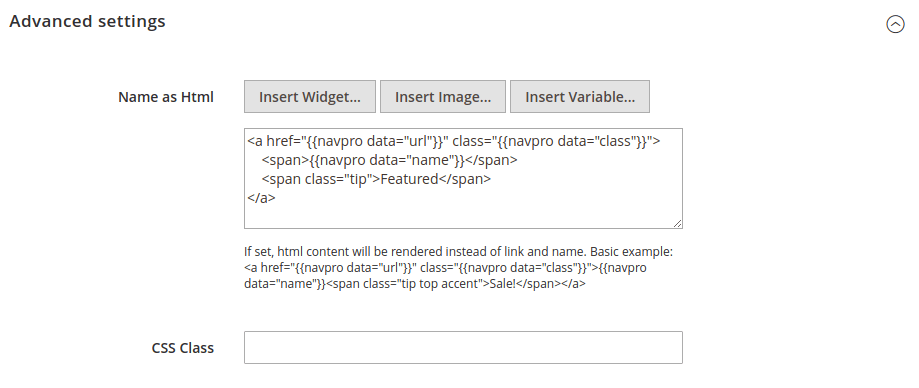 Advanced settings
Name as Html
Insert Widget...
Insert Image...
Insert Variable...
<a href="{{navpro data="url"}}" class="{{navpro data="class"}}">
    <span>{{navpro data="name"}}</span>
    <span class="tip">Featured</span>
</a>
If set, html content will be rendered instead of link and name. Basic example:
<a href="{{navpro data="url"}}" class="{{navpro data="class"}}">{{navpro
data="name"}}<span class="tip top accent">Sale!</span></a>
CSS Class